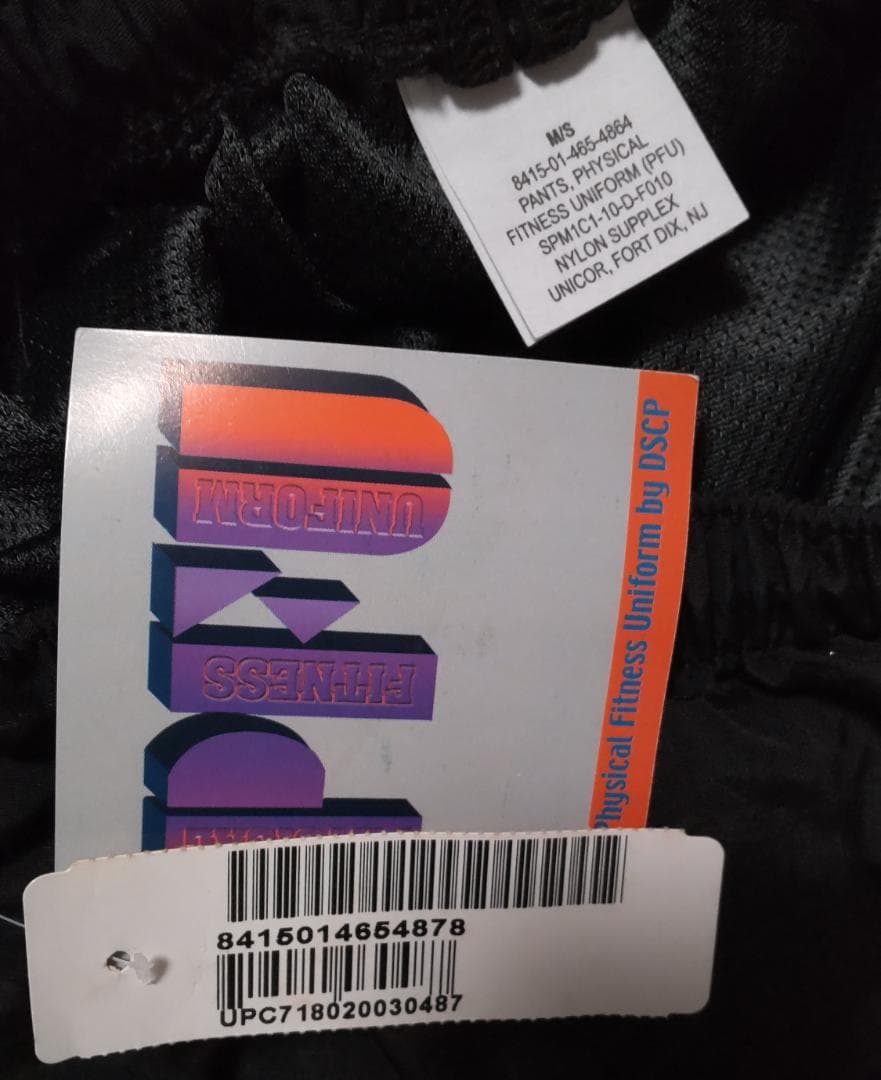 M/S
8415-01-465-4864
PANTS, PHYSICAL
FITNESS UNIFORM (PFU)
SPM1C1-10-D-F010
NYLON SUPPLEX
UNICOR, FORT DIX, NJ
PFU
FITNESS
UNIFORM
Physical Fitness Uniform by DSCP
8415014654878
UPC718020030487